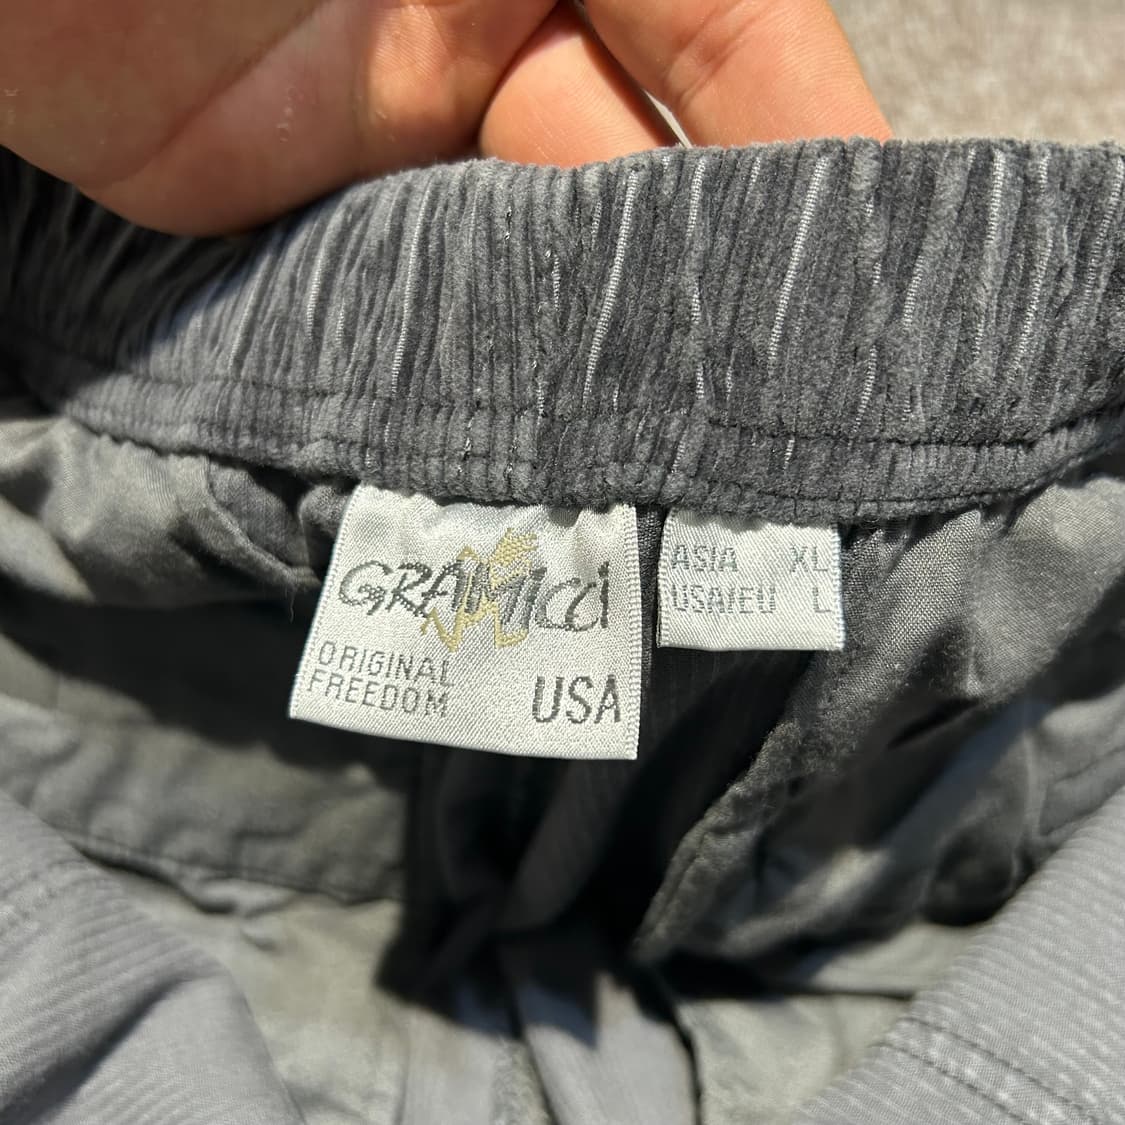 GRAMICCI
ORIGINAL
FREEDOM
USA
ASIA XL
USA/EU L